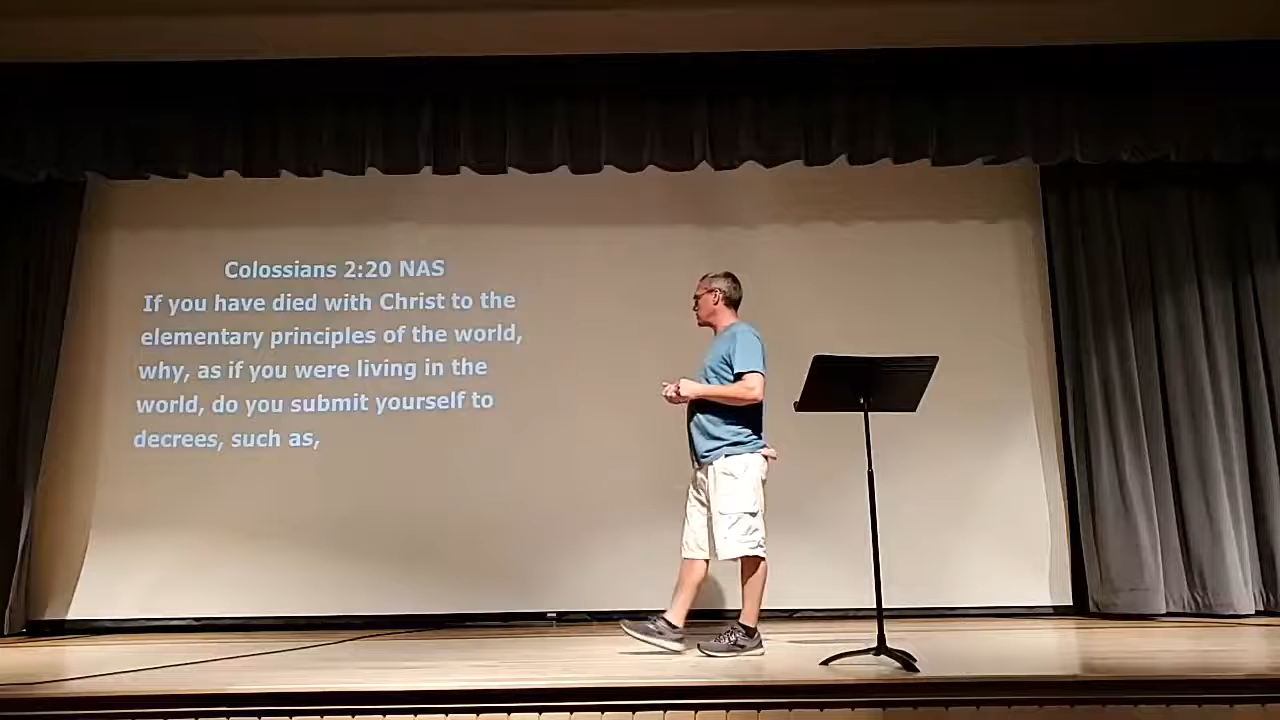 Colossians 2:20 NAS
If you have died with Christ to the
elementary principles of the world,
why, as if you were living in the
world, do you submit yourself to
decrees, such as,